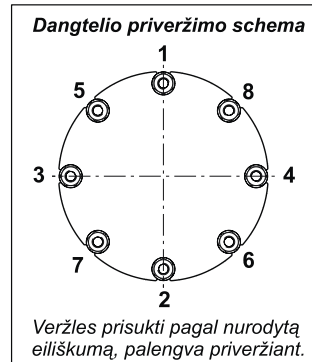 Dangtelio priveržimo schema
1
5 8
3 4
7 6
2
Veržles prisukti pagal nurodytą
eiliškumą, palengva priveržiant.